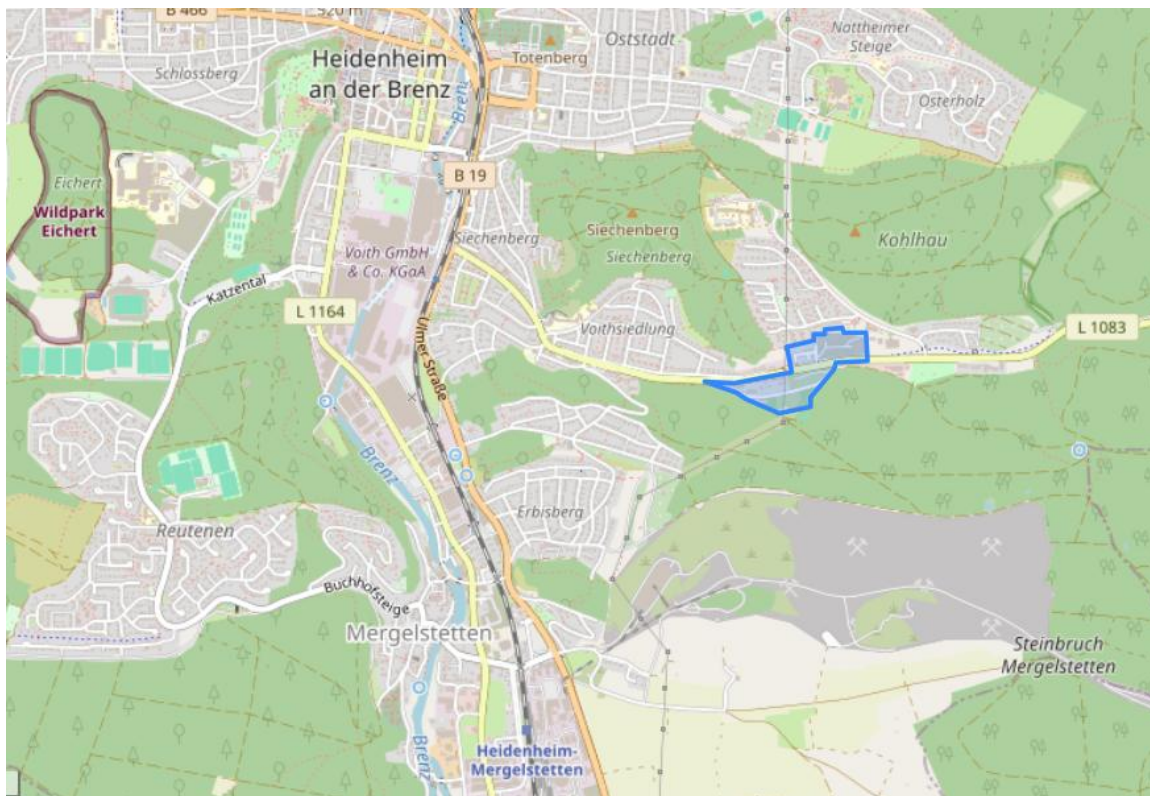 B 466
520 m
Nattheimer
Steige
Oststadt
Totenberg
Schlossberg
Heidenheim
an der Brenz
Brenz
Osterholz
Eichert
Wildpark
Eichert
B 19
Siechenberg
Siechenberg
Siechenberg
Kohlhau
Voith GmbH
& Co. KGaA
Katzental
L 1164
Ulmer Straße
Voithsiedlung
L 1083
Brenz
Reutenen
Erbisberg
Buchhofsteige
Mergelstetten
Steinbruch
Mergelstetten
Brenz
Heidenheim-
Mergelstetten